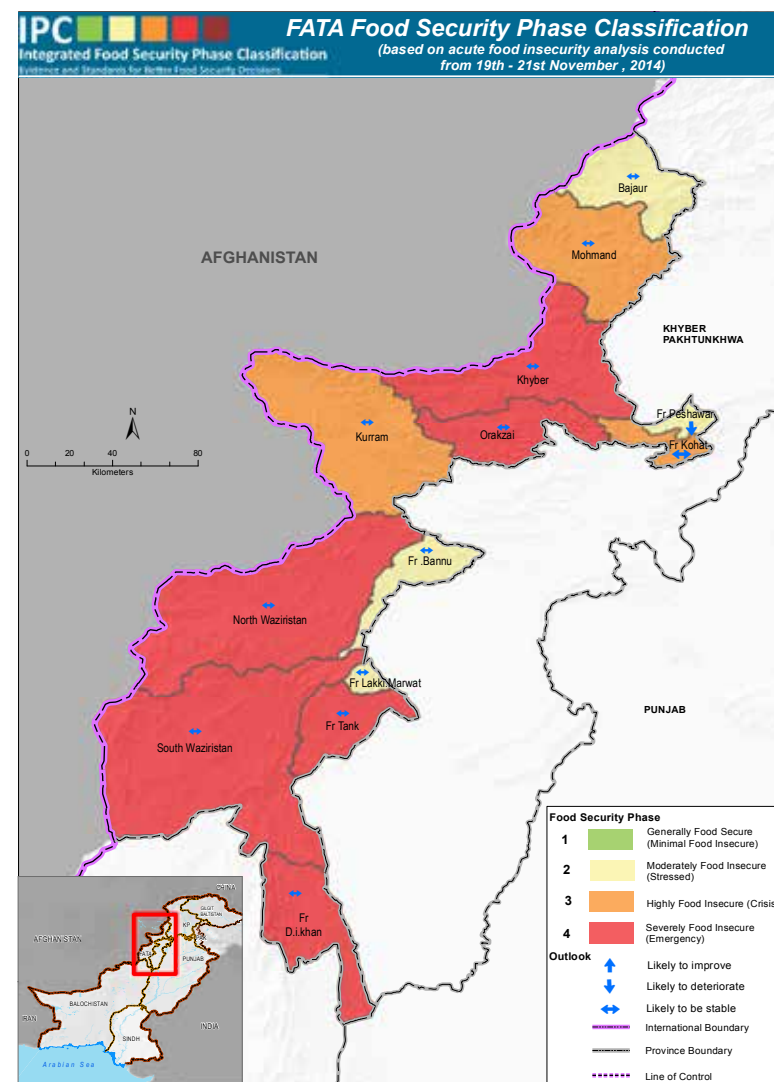 IPC
Integrated Food Security Phase Classification
Evidence and Standards for Better Food Security Decisions
FATA Food Security Phase Classification
(based on acute food insecurity analysis conducted
from 19th - 21st November , 2014)
Bajaur
AFGHANISTAN
Mohmand
KHYBER
PAKHTUNKHWA
Khyber
Fr.Peshawar
N
Kurram
Orakzai
Fr Kohat
0 20 40 80
Kilometers
Fr .Bannu
North Waziristan
Fr Lakki.Marwat
Fr Tank
PUNJAB
South Waziristan
Fr
D.i.khan
Food Security Phase
1 Generally Food Secure
(Minimal Food Insecure)
2 Moderately Food Insecure
(Stressed)
3 Highly Food Insecure (Crisis
4 Severely Food Insecure
(Emergency)
Outlook
Likely to improve
Likely to deteriorate
Likely to be stable
International Boundary
Province Boundary
Line of Control
CHINA
GILGIT
BALTISTAN
AFGHANISTAN
KP
FATA
PUNJAB
BALOCHISTAN
IRAN
SINDH
INDIA
Arabian Sea